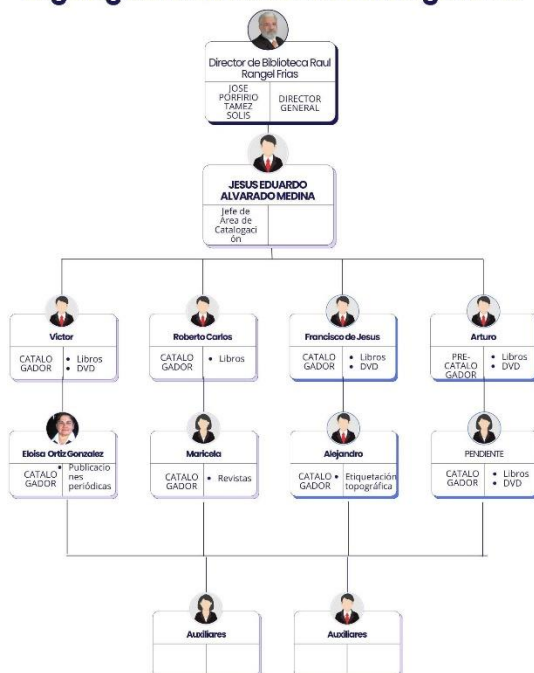 Director de Biblioteca Raul
Rangel Frias
JOSE
PORFIRIO
TAMEZ
SOLIS
DIRECTOR
GENERAL
JESUS EDUARDO
ALVARADO MEDINA
Jefe de
Area de
Catalogaci
ón
Victor
CATALO
GADOR
• Libros
• DVD
Roberto Carlos
CATALO
GADOR
• Libros
Francisco de Jesus
CATALO
GADOR
• Libros
• DVD
Arturo
PRE-
CATALO
GADOR
• Libros
• DVD
Eloisa Ortiz Gonzalez
CATALO
GADOR
• Publicacio
nes
periódicas
Maricela
CATALO
GADOR
• Revistas
Alejandro
CATALO
GADOR
• Etiquetación
topográfica
PENDIENTE
CATALO
GADOR
• Libros
• DVD
Auxiliares
Auxiliares